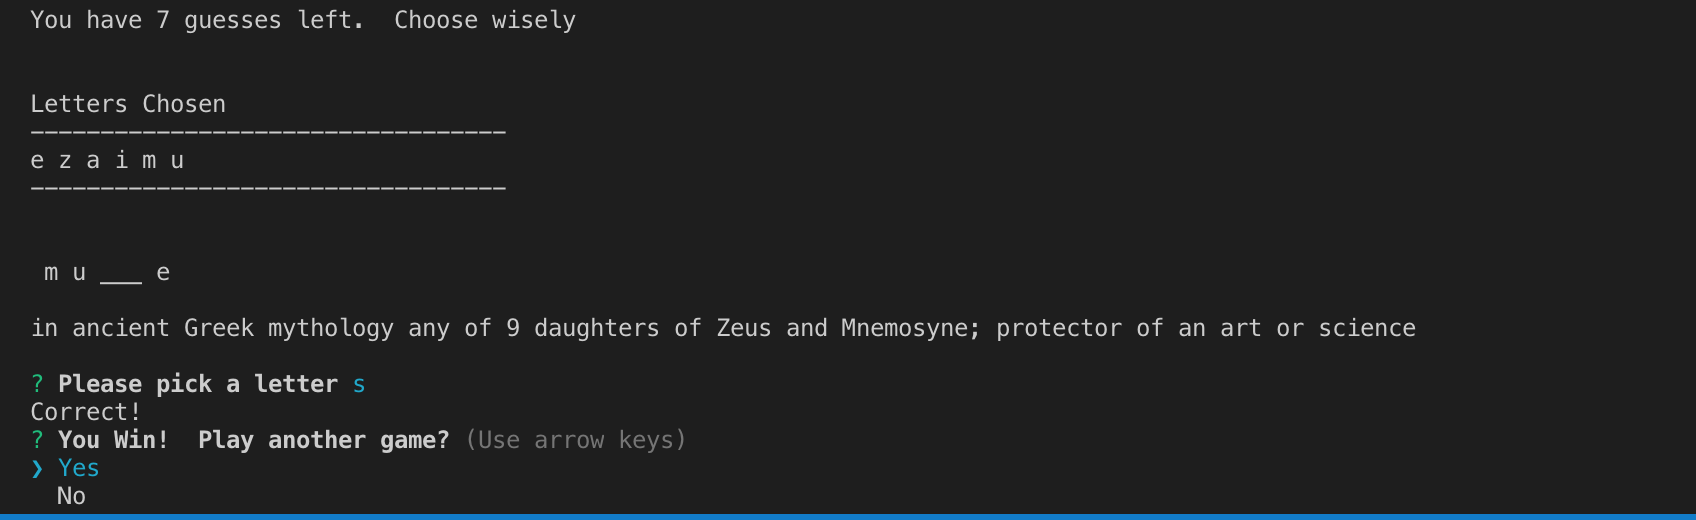 You have 7 guesses left.  Choose wisely
Letters Chosen
----------------------------------
e z a i m u
----------------------------------
m u ___ e
in ancient Greek mythology any of 9 daughters of Zeus and Mnemosyne; protector of an art or science
? Please pick a letter s
Correct!
? You Win!  Play another game? (Use arrow keys)
❯ Yes
No